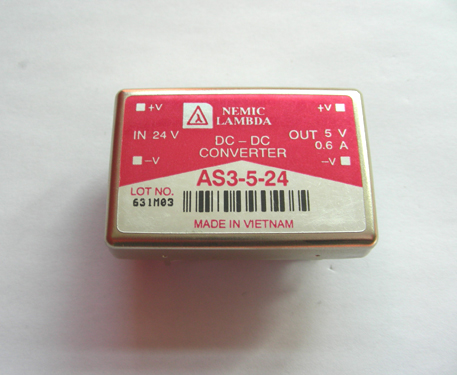 +V NEMIC +V
LAMBDA
IN 24 V DC - DC OUT 5 V
CONVERTER 0.6 A
-V -V
AS3-5-24
LOT NO.
631M03
MADE IN VIETNAM